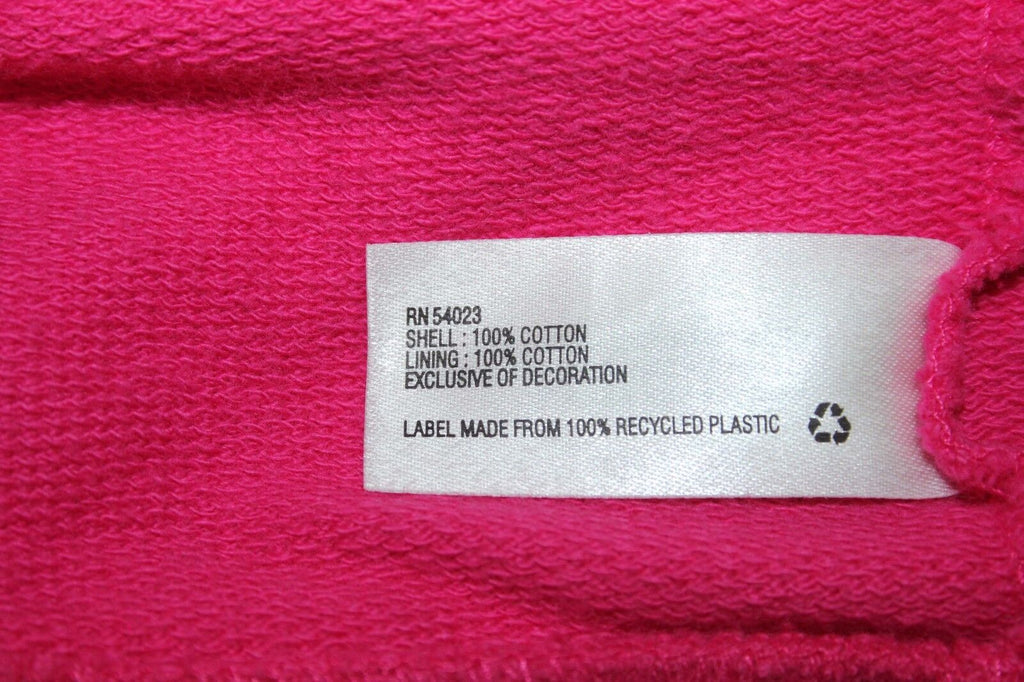 RN 54023
SHELL : 100% COTTON
LINING : 100% COTTON
EXCLUSIVE OF DECORATION
LABEL MADE FROM 100% RECYCLED PLASTIC